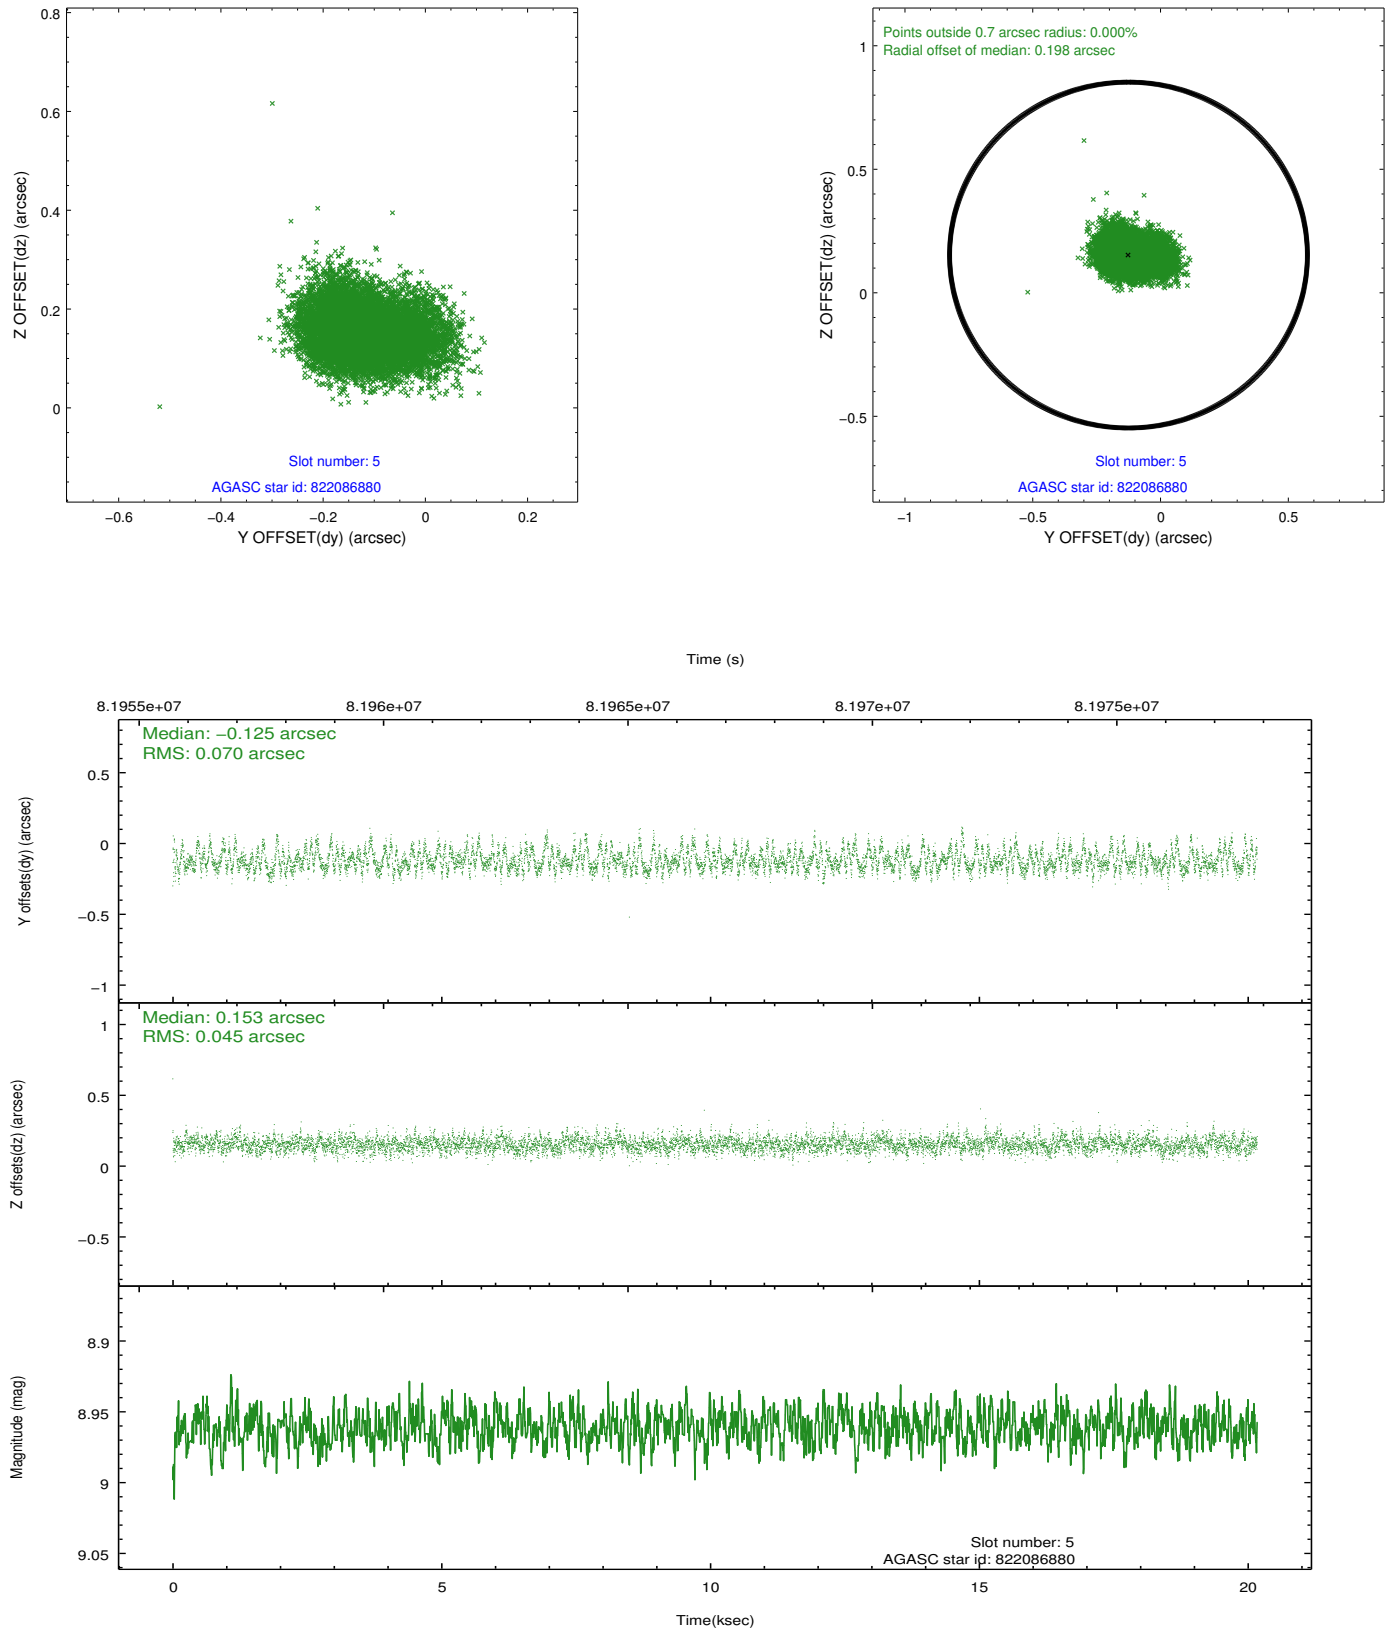 0.8
0.6
0.4
0.2
0
Z OFFSET(dz) (arcsec)
Slot number: 5
AGASC star id: 822086880
−0.6 −0.4 −0.2 0 0.2
Y OFFSET(dy) (arcsec)
Points outside 0.7 arcsec radius: 0.000%
Radial offset of median: 0.198 arcsec
1
0.5
0
−0.5
Z OFFSET(dz) (arcsec)
Slot number: 5
AGASC star id: 822086880
−1 −0.5 0 0.5
Y OFFSET(dy) (arcsec)
Time (s)
8.1955e+07 8.196e+07 8.1965e+07 8.197e+07 8.1975e+07
Median: −0.125 arcsec
RMS: 0.070 arcsec
0.5
0
−0.5
−1
Y offsets(dy) (arcsec)
Median: 0.153 arcsec
RMS: 0.045 arcsec
1
0.5
0
−0.5
Z offsets(dz) (arcsec)
8.9
8.95
9
9.05
Magnitude (mag)
Slot number: 5
AGASC star id: 822086880
0 5 10 15 20
Time(ksec)